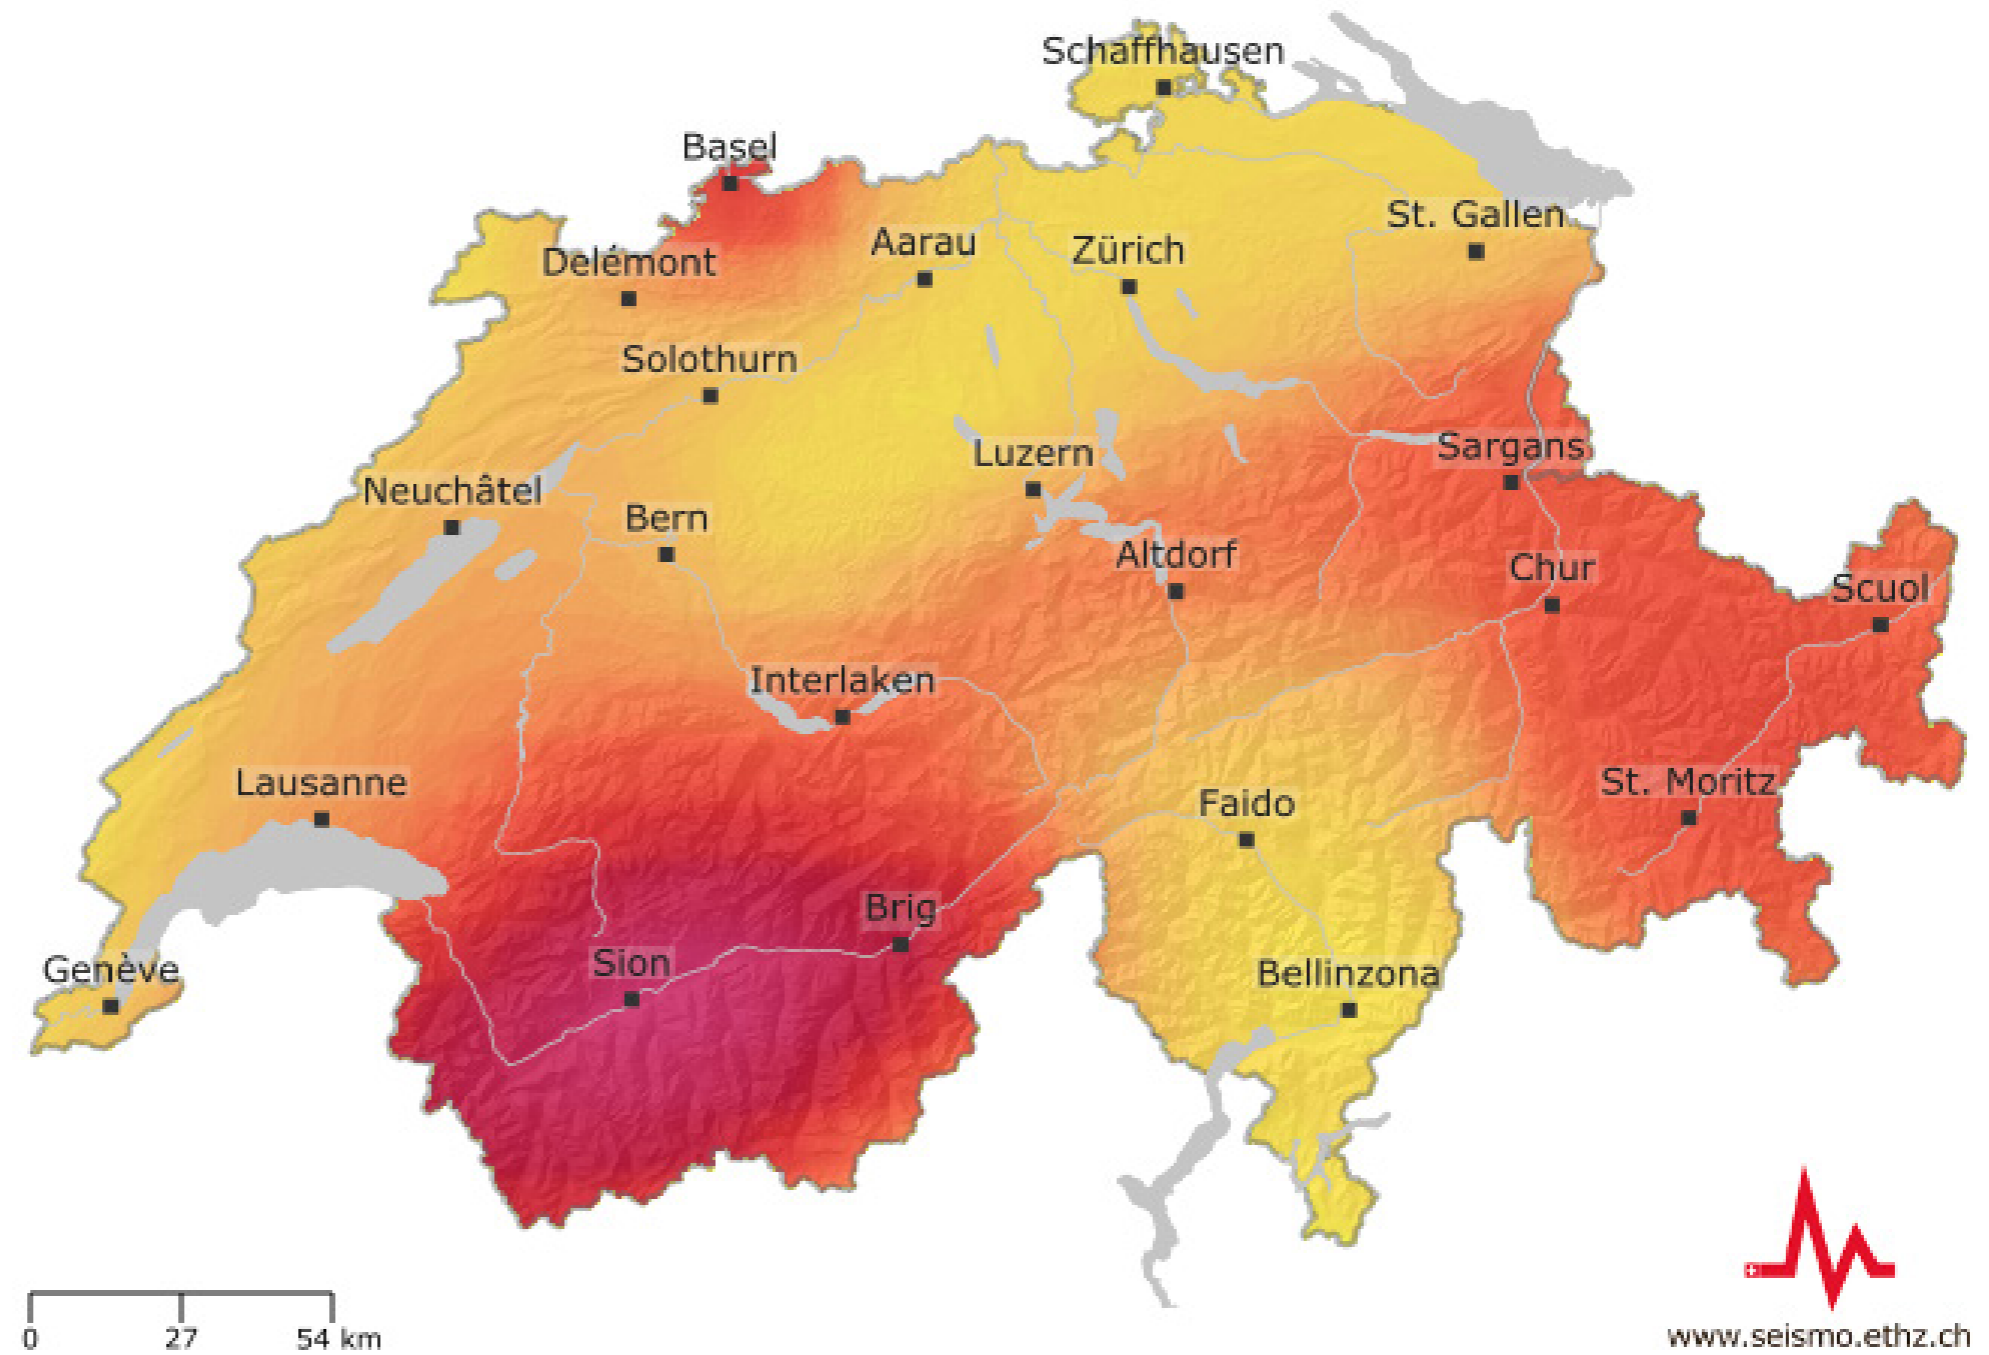 Schaffhausen
Basel
St. Gallen
Aarau
Zürich
Delémont
Solothurn
Sargans
Luzern
Neuchâtel
Bern
Altdorf
Chur
Scuol
Interlaken
Lausanne
St. Moritz
Faido
Brig
Sion
Genève
Bellinzona
0 27 54 km
www.seismo.ethz.ch